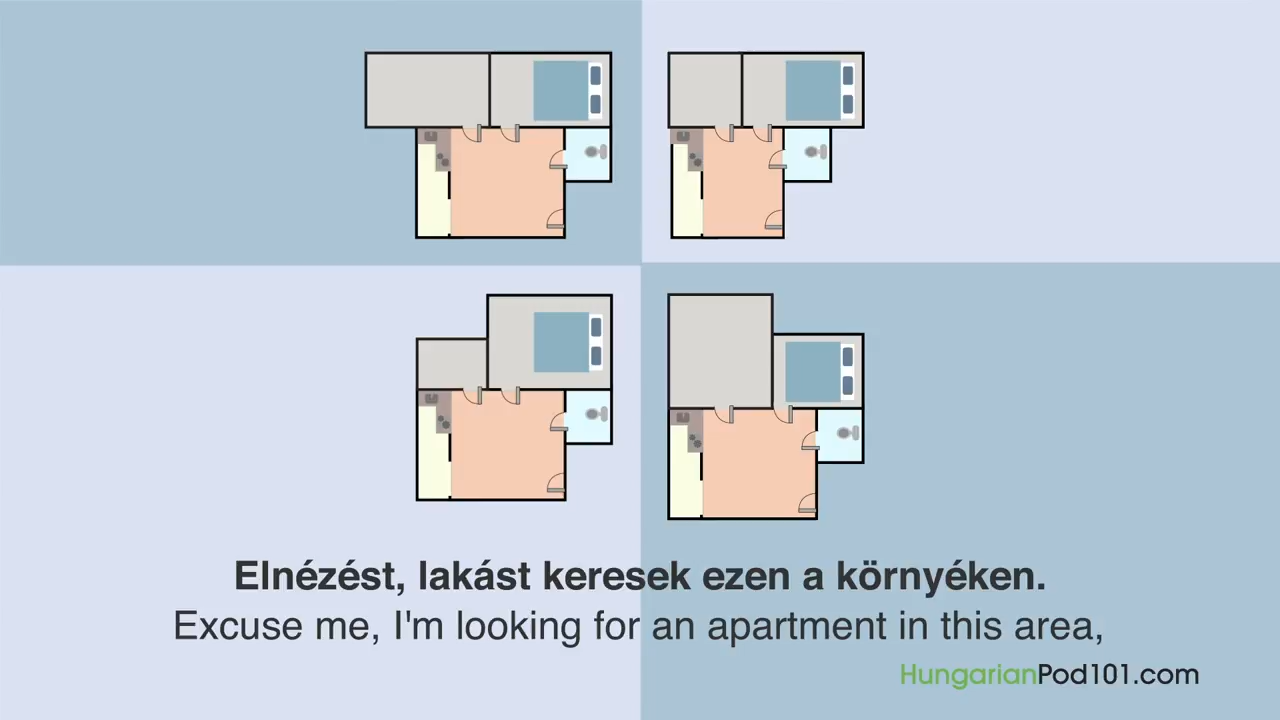 Elnézést, lakást keresek ezen a környéken.
Excuse me, I'm looking for an apartment in this area,
HungarianPod101.com